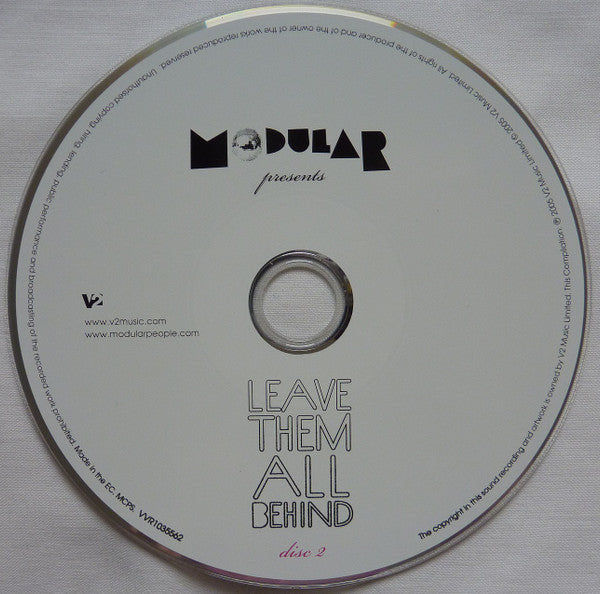 MODULAR
presents
V2
www.v2music.com
www.modularpeople.com
LEAVE
THEM
ALL
BEHIND
disc 2
The copyright in this sound recording and artwork is owned by V2 Music Limited. This Compilation ℗ 2005 V2 Music Limited © 2005 V2 Music Limited. All rights of the producer and of the owner of the works reproduced reserved. Unauthorised copying, hiring, lending, public performance and broadcasting of the recorded work prohibited. Made in the EC. MCPS. VVR1035562